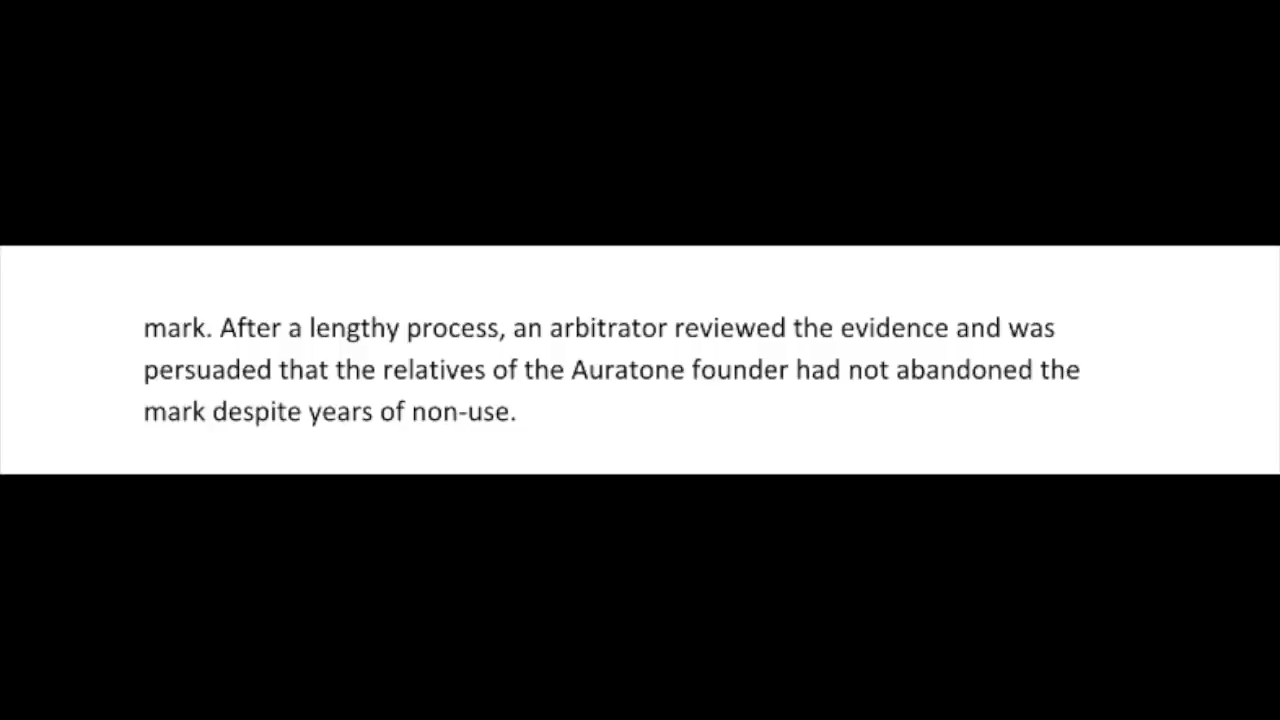 mark. After a lengthy process, an arbitrator reviewed the evidence and was
persuaded that the relatives of the Auratone founder had not abandoned the
mark despite years of non-use.